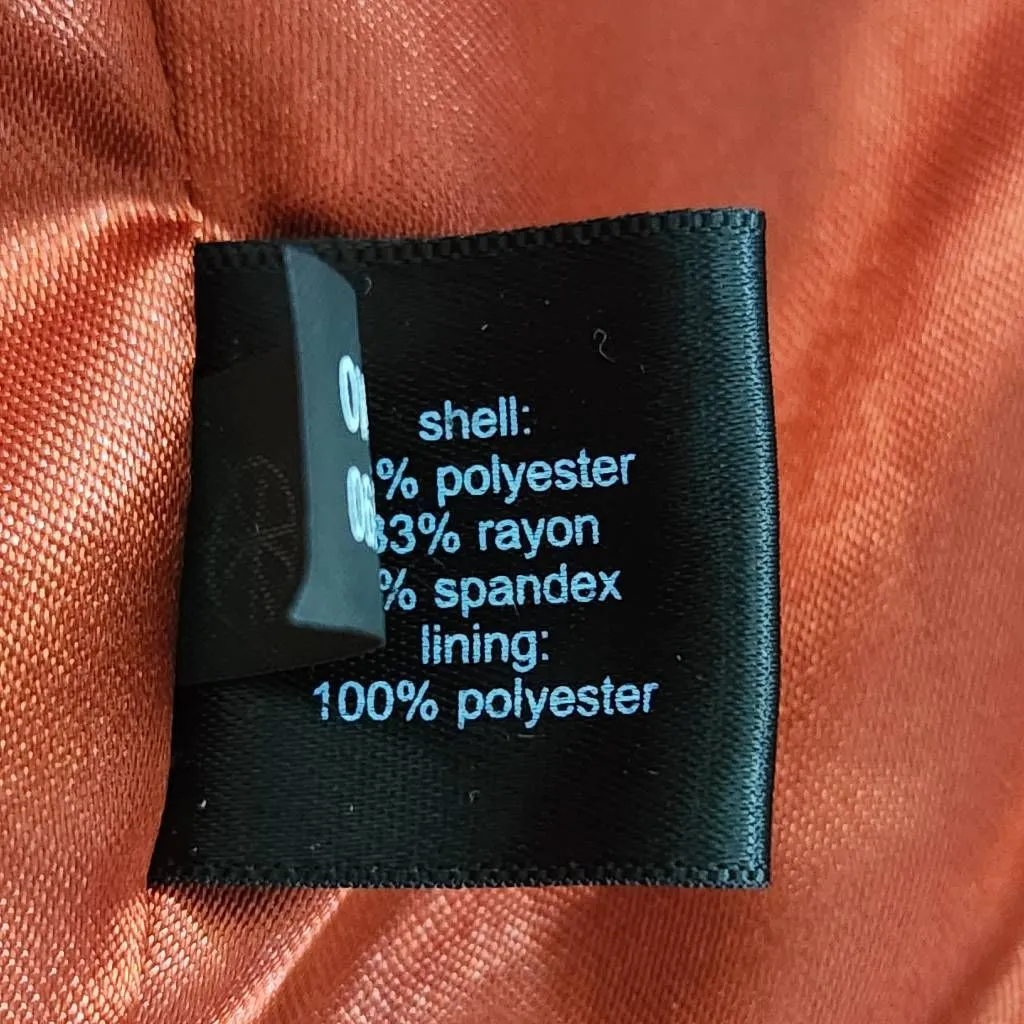 shell:
% polyester
33% rayon
% spandex
lining:
100% polyester